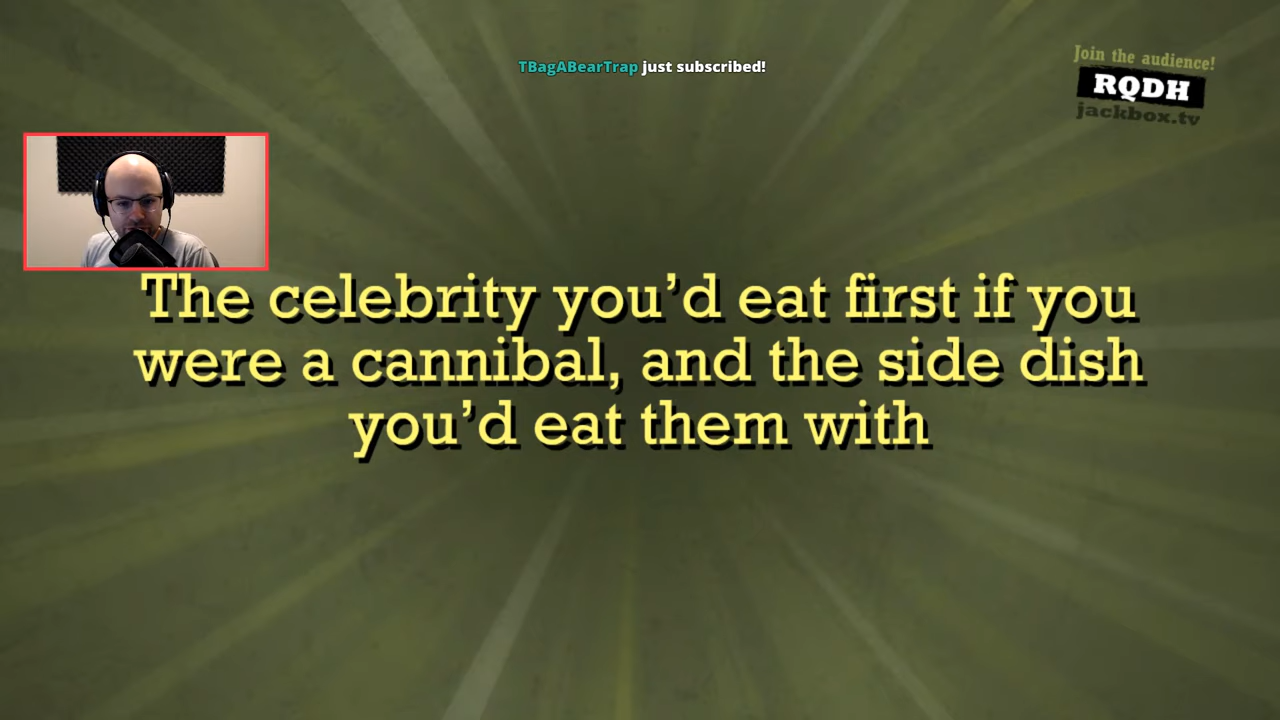 TBagABearTrap just subscribed!
Join the audience!
RQDH
jackbox.tv
The celebrity you’d eat first if you
were a cannibal, and the side dish
you’d eat them with